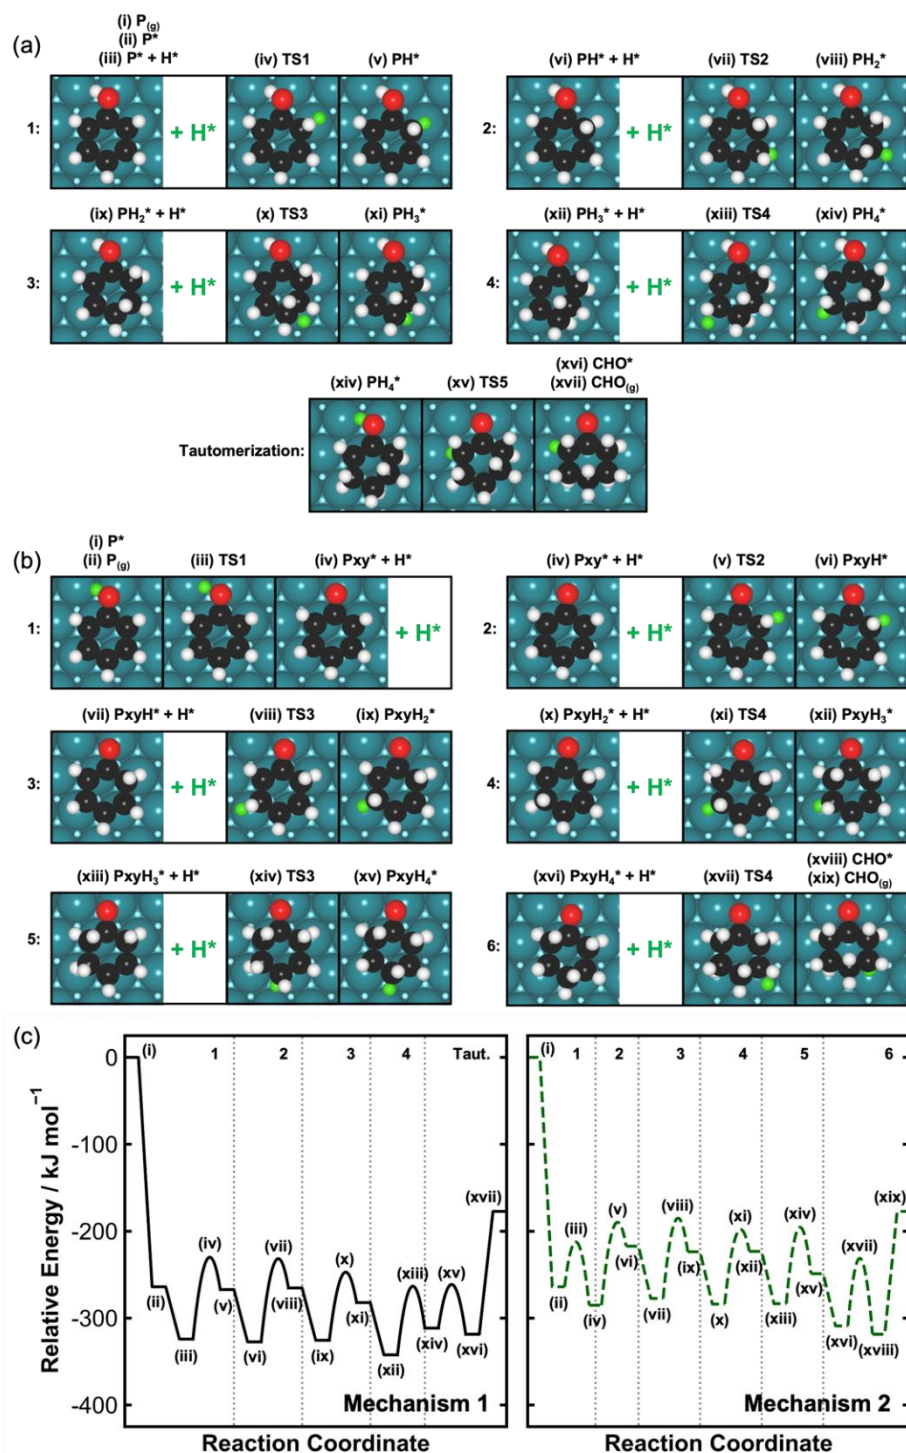 (a)
(i) P(g)
(ii) P*
(iii) P* + H*
(iv) TS1
(v) PH*
(vi) PH* + H*
(vii) TS2
(viii) PH2*
1:
+ H*
2:
+ H*
(ix) PH2* + H*
(x) TS3
(xi) PH3*
(xii) PH3* + H*
(xiii) TS4
(xiv) PH4*
3:
+ H*
4:
+ H*
(xiv) PH4*
(xv) TS5
(xvi) CHO*
(xvii) CHO(g)
Tautomerization:
(b)
(i) P*
(ii) P(g)
(iii) TS1
(iv) Pxy* + H*
(iv) Pxy* + H*
(v) TS2
(vi) PxyH*
1:
+ H*
2:
+ H*
(vii) PxyH* + H*
(viii) TS3
(ix) PxyH2*
(x) PxyH2* + H*
(xi) TS4
(xii) PxyH3*
3:
+ H*
4:
+ H*
(xiii) PxyH3* + H*
(xiv) TS3
(xv) PxyH4*
(xvi) PxyH4* + H*
(xvii) TS4
(xviii) CHO*
(xix) CHO(g)
5:
+ H*
6:
+ H*
(c)
Relative Energy / kJ mol−1
0
-100
-200
-300
-400
(i)
1
2
3
4
Taut.
(ii)
(iii)
(iv)
(v)
(vi)
(vii)
(viii)
(ix)
(x)
(xi)
(xii)
(xiii)
(xiv)
(xv)
(xvi)
(xvii)
Mechanism 1
Reaction Coordinate
(i)
1
2
3
4
5
6
(ii)
(iii)
(iv)
(v)
(vi)
(vii)
(viii)
(ix)
(x)
(xi)
(xii)
(xiii)
(xiv)
(xv)
(xvi)
(xvii)
(xviii)
(xix)
Mechanism 2
Reaction Coordinate